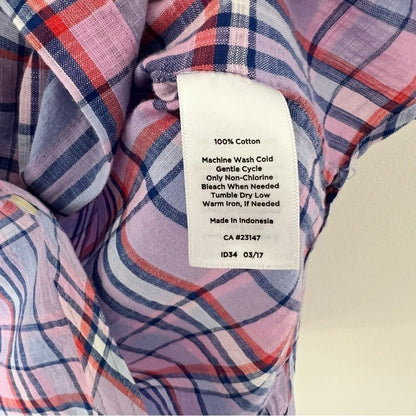 100% Cotton
Machine Wash Cold
Gentle Cycle
Only Non-Chlorine
Bleach When Needed
Tumble Dry Low
Warm Iron, If Needed
Made In Indonesia
CA #23147
ID34 03/17